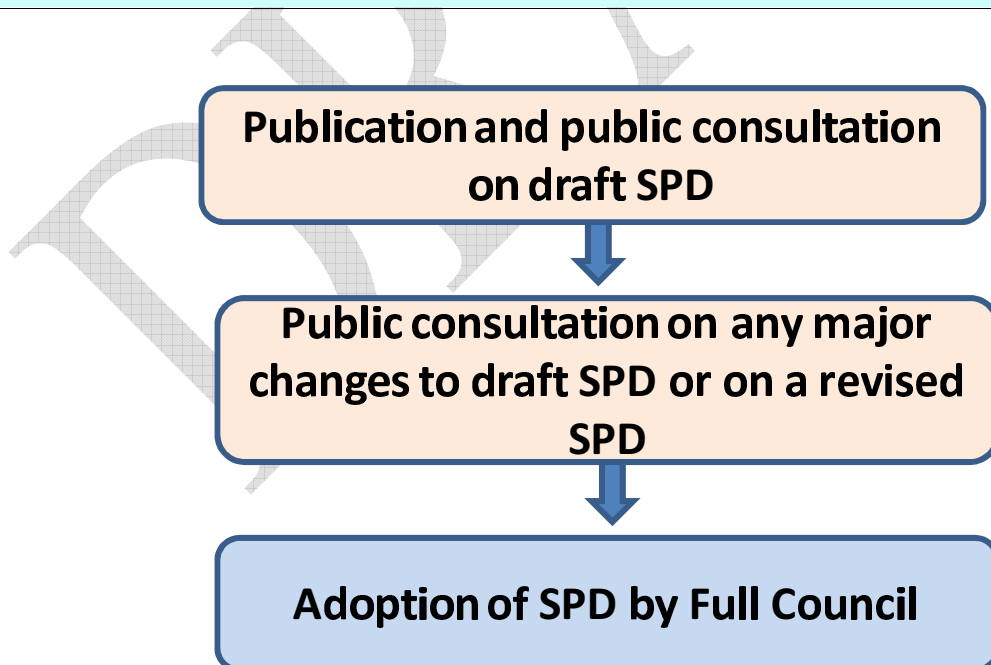 Publication and public consultation
on draft SPD
Public consultation on any major
changes to draft SPD or on a revised
SPD
Adoption of SPD by Full Council